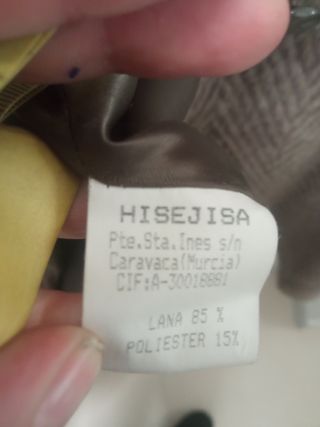 HISEJISA
Pte.Sta.Ines s/n
Caravaca(Murcia)
CIF:A-30018881
LANA 85 %
POLIESTER 15%